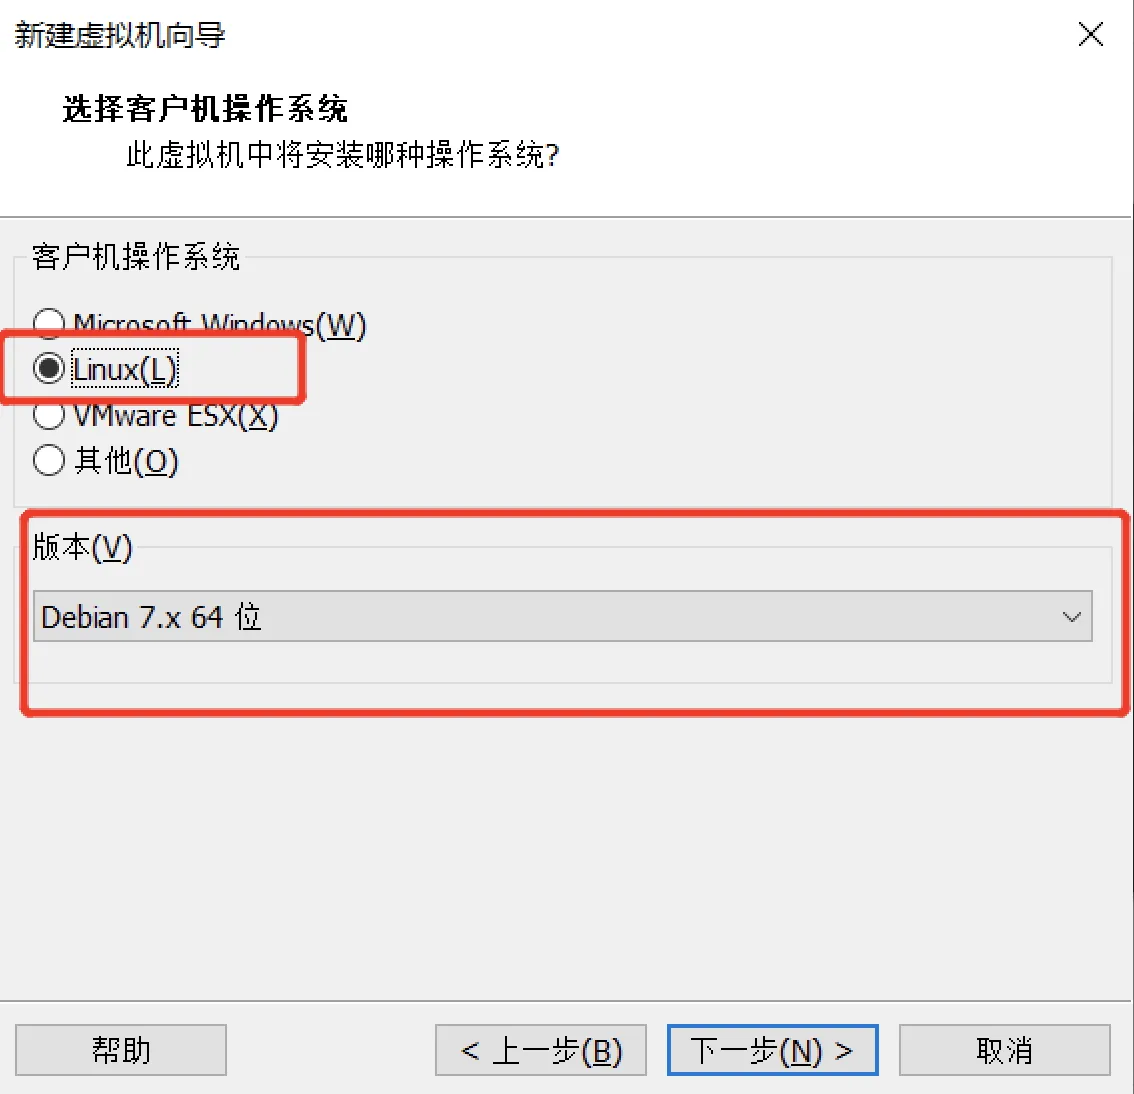 新建虚拟机向导
选择客户机操作系统
此虚拟机中将安装哪种操作系统?
客户机操作系统
Microsoft Windows(W)
Linux(L)
VMware ESX(X)
其他(O)
版本(V)
Debian 7.x 64 位
帮助
< 上一步(B)
下一步(N) >
取消